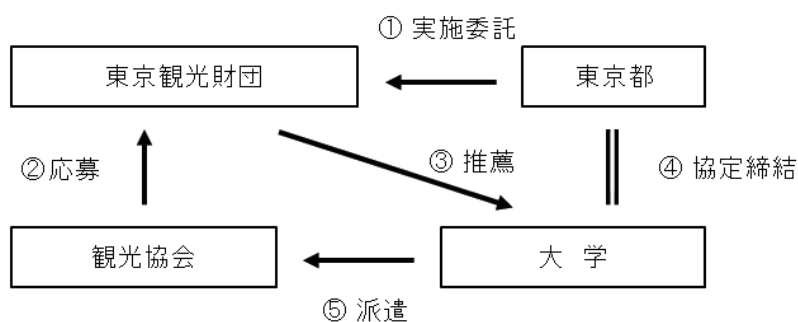 ① 実施委託
東京観光財団
東京都
②応募
③ 推薦
④ 協定締結
観光協会
大 学
⑤ 派遣